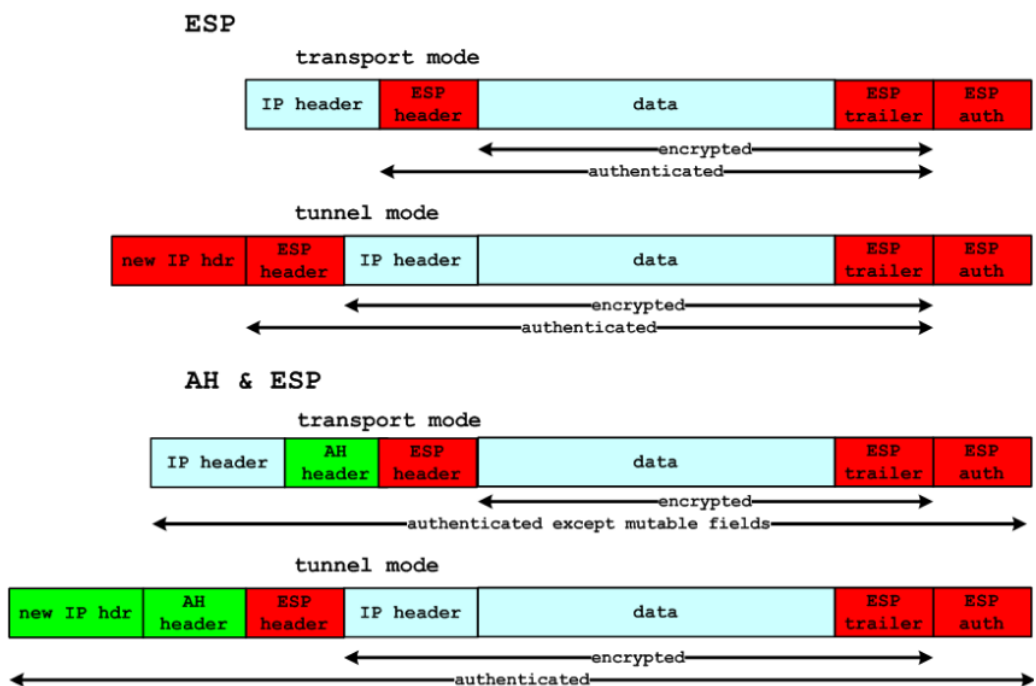 ESP
transport mode
IP header ESP header data ESP trailer ESP auth
encrypted
authenticated
tunnel mode
new IP hdr ESP header IP header data ESP trailer ESP auth
encrypted
authenticated
AH & ESP
transport mode
IP header AH header ESP header data ESP trailer ESP auth
encrypted
authenticated except mutable fields
tunnel mode
new IP hdr AH header ESP header IP header data ESP trailer ESP auth
encrypted
authenticated